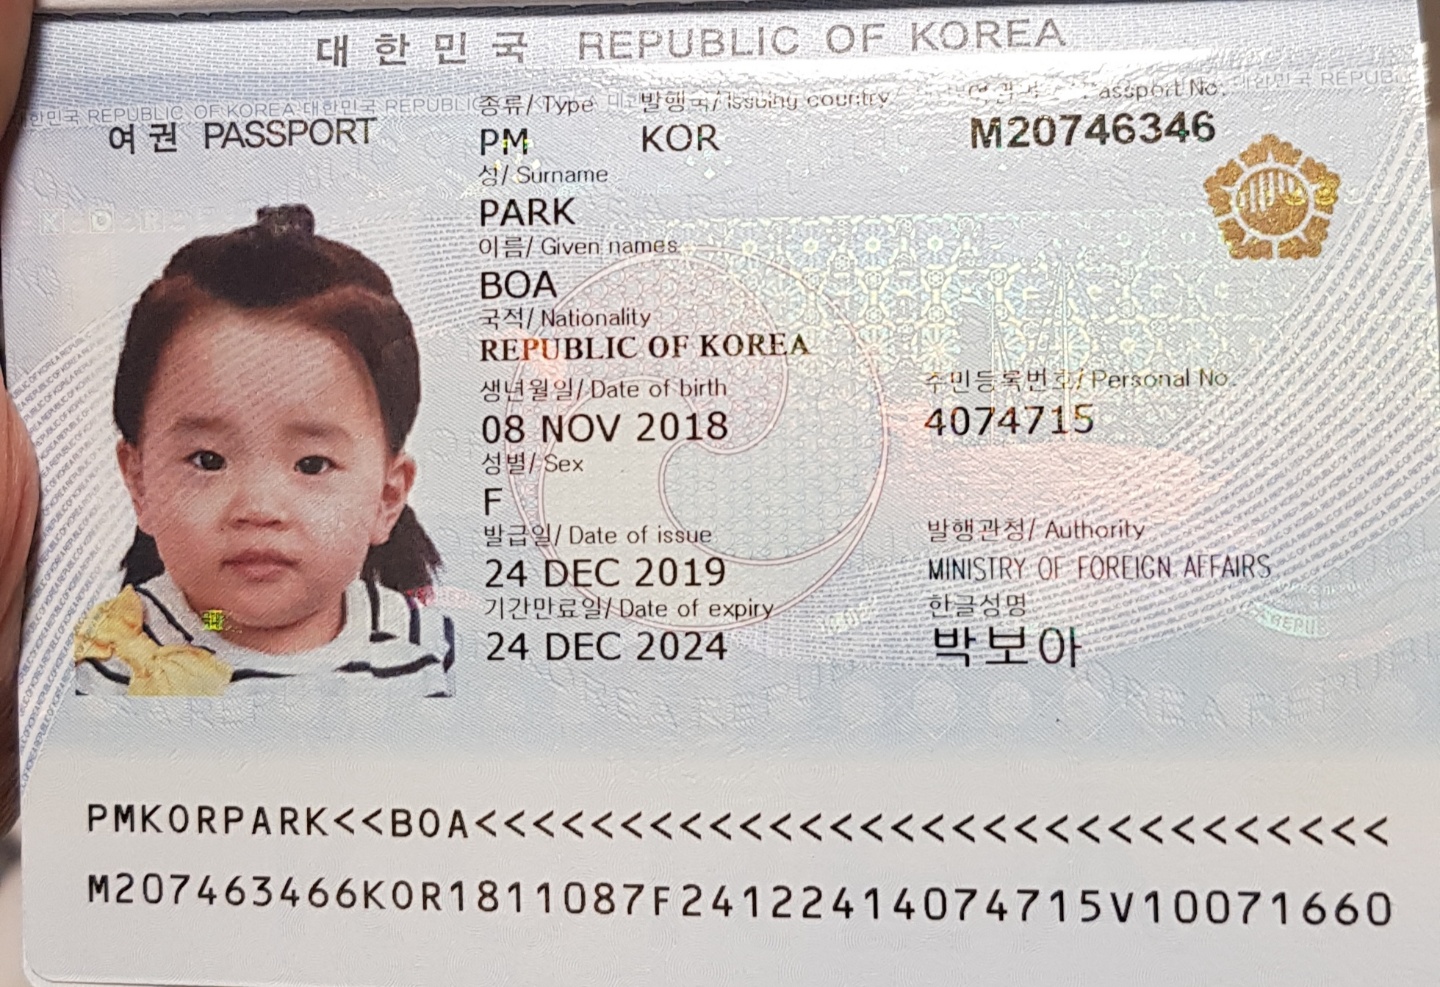 대한민국 REPUBLIC OF KOREA
여권 PASSPORT
종류/ Type 발행국/ Issuing country 여권번호/ Passport No.
PM KOR M20746346
성/ Surname
PARK
이름/ Given names
BOA
국적/ Nationality
REPUBLIC OF KOREA
생년월일/ Date of birth 주민등록번호/ Personal No.
08 NOV 2018 4074715
성별/ Sex
F
발급일/ Date of issue 발행관청/ Authority
24 DEC 2019 MINISTRY OF FOREIGN AFFAIRS
기간만료일/ Date of expiry 한글성명
24 DEC 2024 박보아
PMKORPARK<<BOA<<<<<<<<<<<<<<<<<<<<<<<<<<<<<<
M207463466KOR1811087F24122414074715V10071660